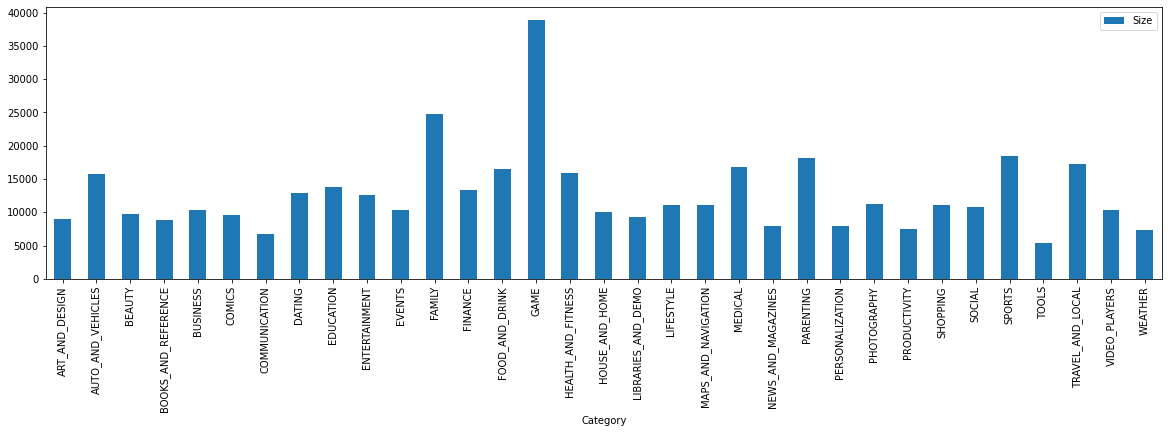 40000
35000
30000
25000
20000
15000
10000
5000
0
Size
ART_AND_DESIGN
AUTO_AND_VEHICLES
BEAUTY
BOOKS_AND_REFERENCE
BUSINESS
COMICS
COMMUNICATION
DATING
EDUCATION
ENTERTAINMENT
EVENTS
FAMILY
FINANCE
FOOD_AND_DRINK
GAME
HEALTH_AND_FITNESS
HOUSE_AND_HOME
LIBRARIES_AND_DEMO
LIFESTYLE
MAPS_AND_NAVIGATION
MEDICAL
NEWS_AND_MAGAZINES
PARENTING
PERSONALIZATION
PHOTOGRAPHY
PRODUCTIVITY
SHOPPING
SOCIAL
SPORTS
TOOLS
TRAVEL_AND_LOCAL
VIDEO_PLAYERS
WEATHER
Category